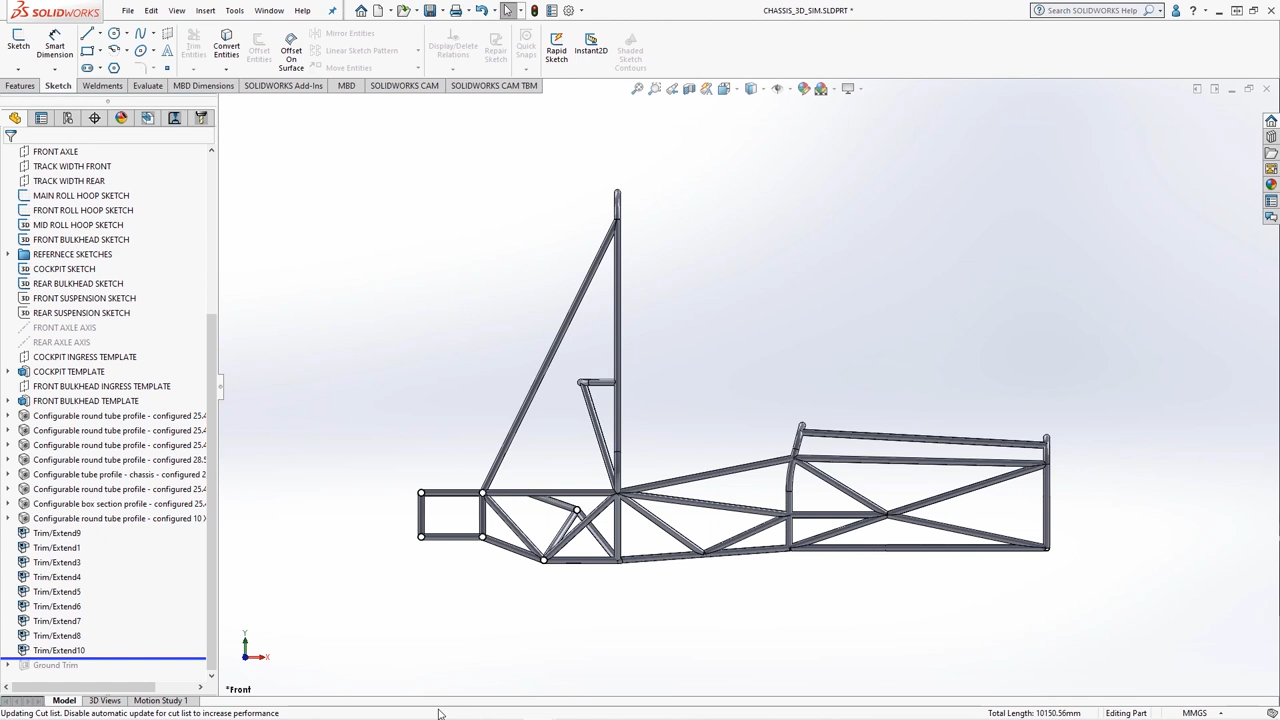 SOLIDWORKS
File
Edit
View
Insert
Tools
Window
Help
CHASSIS_3D_SIM.SLDPRT *
Search SOLIDWORKS Help
Sketch
Smart
Dimension
Trim
Entities
Convert
Entities
Offset
Entities
Offset
On
Surface
Mirror Entities
Linear Sketch Pattern
Move Entities
Display/Delete
Relations
Repair
Sketch
Quick
Snaps
Rapid
Sketch
Instant2D
Shaded
Sketch
Contours
Features
Sketch
Weldments
Evaluate
MBD Dimensions
SOLIDWORKS Add-Ins
MBD
SOLIDWORKS CAM
SOLIDWORKS CAM TBM
FRONT AXLE
TRACK WIDTH FRONT
TRACK WIDTH REAR
MAIN ROLL HOOP SKETCH
FRONT ROLL HOOP SKETCH
3D MID ROLL HOOP SKETCH
3D FRONT BULKHEAD SKETCH
REFERNECE SKETCHES
3D COCKPIT SKETCH
3D REAR BULKHEAD SKETCH
3D FRONT SUSPENSION SKETCH
3D REAR SUSPENSION SKETCH
FRONT AXLE AXIS
REAR AXLE AXIS
COCKPIT INGRESS TEMPLATE
COCKPIT TEMPLATE
FRONT BULKHEAD INGRESS TEMPLATE
FRONT BULKHEAD TEMPLATE
Configurable round tube profile - configured 25.4
Configurable round tube profile - configured 25.4
Configurable round tube profile - configured 25.4
Configurable round tube profile - configured 28.5
Configurable tube profile - chassis - configured 2
Configurable round tube profile - configured 25.4
Configurable box section profile - configured 25.4
Configurable round tube profile - configured 10 X
Trim/Extend9
Trim/Extend1
Trim/Extend3
Trim/Extend4
Trim/Extend5
Trim/Extend6
Trim/Extend7
Trim/Extend8
Trim/Extend10
Ground Trim
Y
X
*Front
Model
3D Views
Motion Study 1
Updating Cut list. Disable automatic update for cut list to increase performance
Total Length: 10150.56mm
Editing Part
MMGS